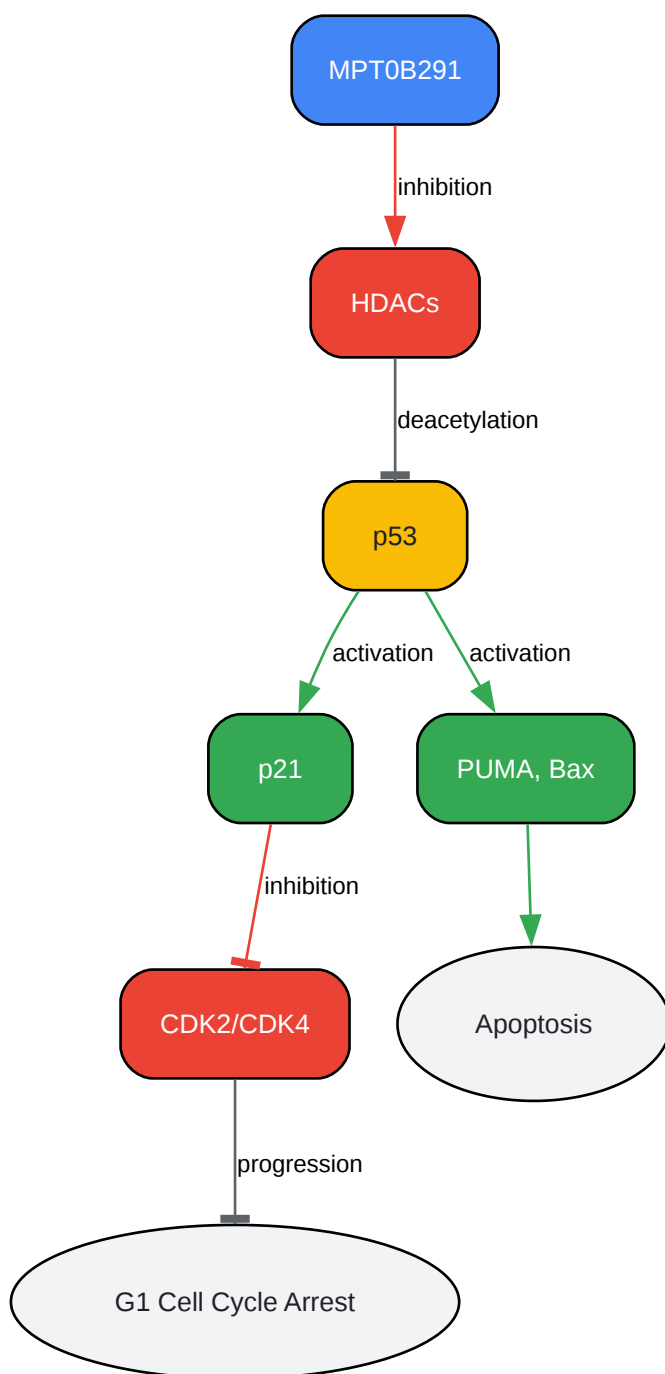 MPT0B291
inhibition
HDACs
deacetylation
p53
activation
activation
p21
PUMA, Bax
inhibition
CDK2/CDK4
Apoptosis
progression
G1 Cell Cycle Arrest